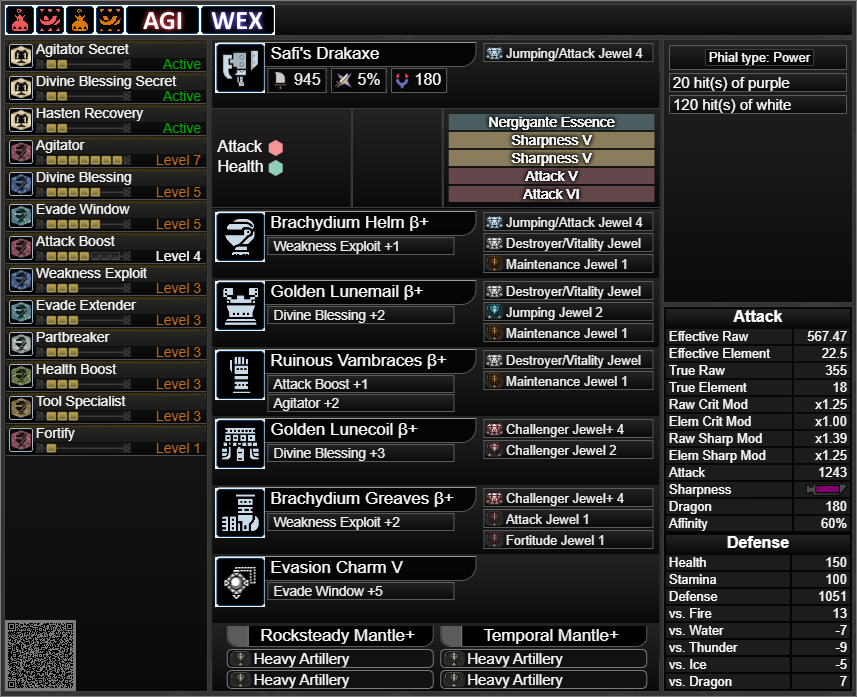 AGI WEX
Agitator Secret
Active
Divine Blessing Secret
Active
Hasten Recovery
Active
Agitator
Level 7
Divine Blessing
Level 5
Evade Window
Level 5
Attack Boost
Level 4
Weakness Exploit
Level 3
Evade Extender
Level 3
Partbreaker
Level 3
Health Boost
Level 3
Tool Specialist
Level 3
Fortify
Level 1
Safi's Drakaxe
945 5% 180
Jumping/Attack Jewel 4
Attack
Health
Nergigante Essence
Sharpness V
Sharpness V
Attack V
Attack VI
Brachydium Helm β+
Weakness Exploit +1
Jumping/Attack Jewel 4
Destroyer/Vitality Jewel
Maintenance Jewel 1
Golden Lunemail β+
Divine Blessing +2
Destroyer/Vitality Jewel
Jumping Jewel 2
Maintenance Jewel 1
Ruinous Vambraces β+
Attack Boost +1
Agitator +2
Destroyer/Vitality Jewel
Maintenance Jewel 1
Golden Lunecoil β+
Divine Blessing +3
Challenger Jewel+ 4
Challenger Jewel 2
Brachydium Greaves β+
Weakness Exploit +2
Challenger Jewel+ 4
Attack Jewel 1
Fortitude Jewel 1
Evasion Charm V
Evade Window +5
Rocksteady Mantle+
Heavy Artillery
Heavy Artillery
Temporal Mantle+
Heavy Artillery
Heavy Artillery
Phial type: Power
20 hit(s) of purple
120 hit(s) of white
Attack
Effective Raw 567.47
Effective Element 22.5
True Raw 355
True Element 18
Raw Crit Mod x1.25
Elem Crit Mod x1.00
Raw Sharp Mod x1.39
Elem Sharp Mod x1.25
Attack 1243
Sharpness
Dragon 180
Affinity 60%
Defense
Health 150
Stamina 100
Defense 1051
vs. Fire 13
vs. Water -7
vs. Thunder -9
vs. Ice -5
vs. Dragon 7